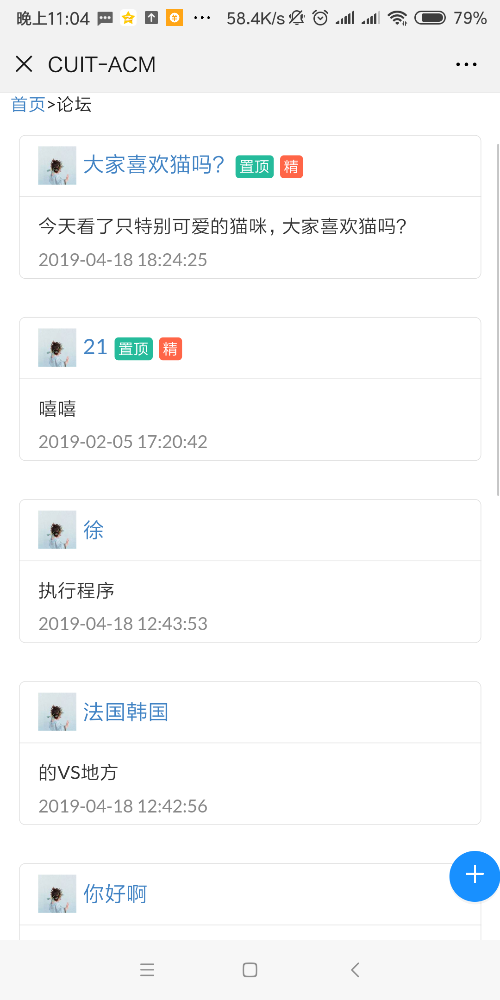 晚上11:04 58.4K/s 79%
CUIT-ACM
首页>论坛
大家喜欢猫吗? 置顶 精
今天看了只特别可爱的猫咪, 大家喜欢猫吗?
2019-04-18 18:24:25
21 置顶 精
嘻嘻
2019-02-05 17:20:42
徐
执行程序
2019-04-18 12:43:53
法国韩国
的VS地方
2019-04-18 12:42:56
你好啊